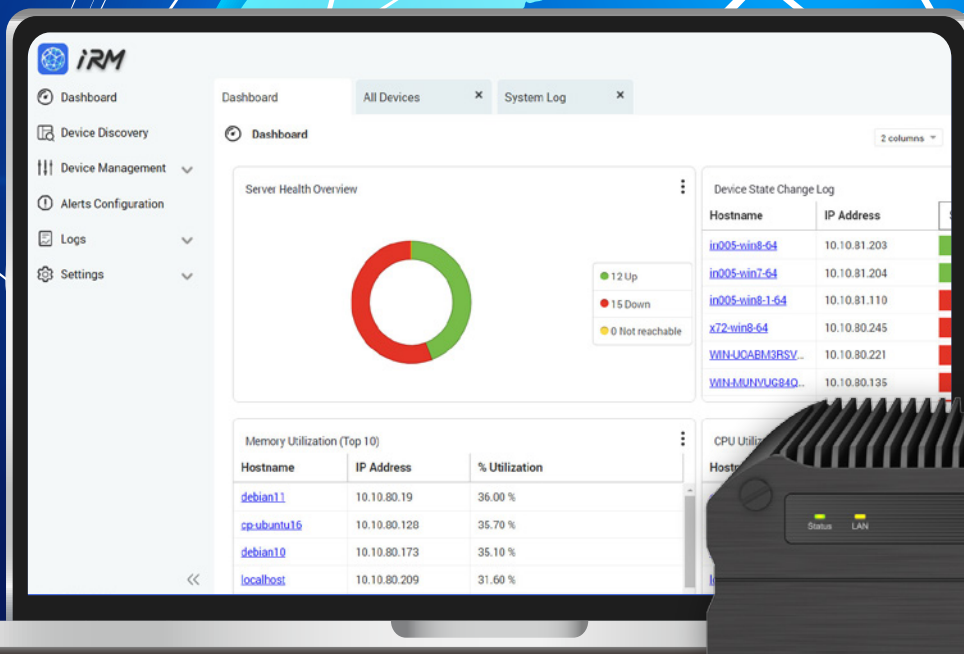 iRM
Dashboard
Device Discovery
Device Management
Alerts Configuration
Logs
Settings
Dashboard All Devices × System Log ×
Dashboard
2 columns
Server Health Overview
12 Up
15 Down
0 Not reachable
Device State Change Log
Hostname IP Address
in005-win8-64 10.10.81.203
in005-win7-64 10.10.81.204
in005-win8-1-64 10.10.81.110
x72-win8-64 10.10.80.245
WIN-UOABM3RSV... 10.10.80.221
WIN-MUNVUG84Q... 10.10.80.135
Memory Utilization (Top 10)
Hostname IP Address % Utilization
debian11 10.10.80.19 36.00 %
cp-ubuntu16 10.10.80.128 35.70 %
debian10 10.10.80.173 35.10 %
localhost 10.10.80.209 31.60 %
CPU
Status LAN